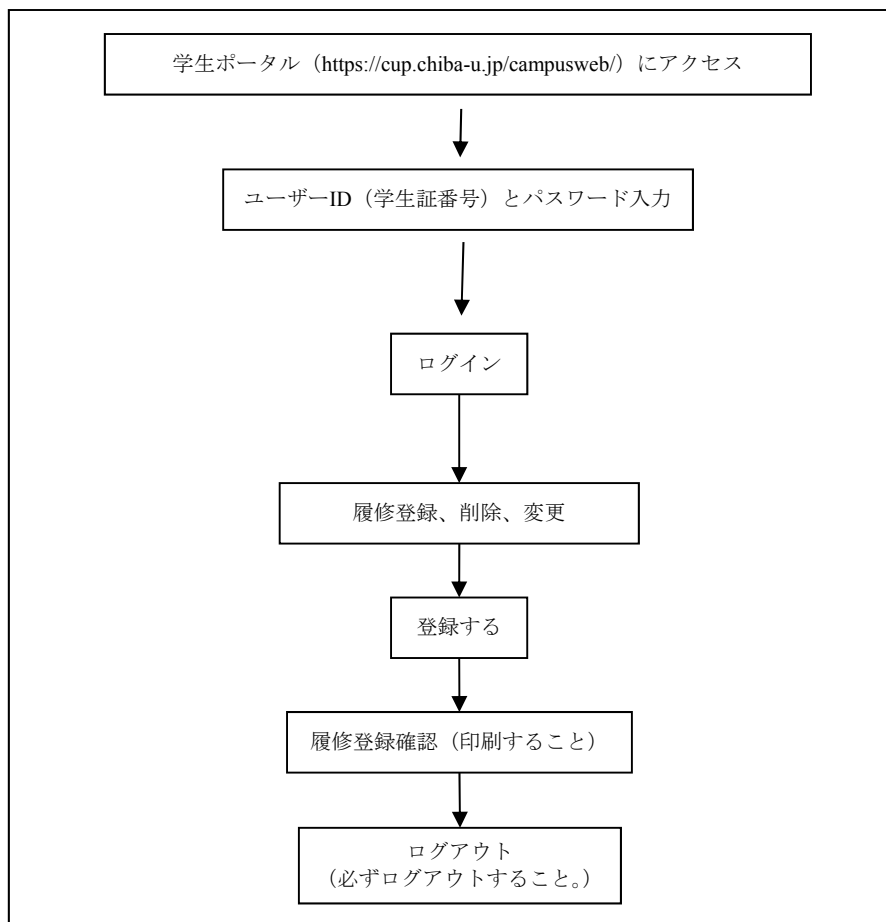 学生ポータル（https://cup.chiba-u.jp/campusweb/）にアクセス
ユーザーID（学生証番号）とパスワード入力
ログイン
履修登録、削除、変更
登録する
履修登録確認（印刷すること）
ログアウト
（必ずログアウトすること。）